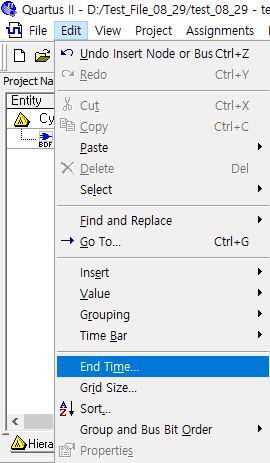 Quartus II - D:/Test_File_08_29/test_08_29 - te
File Edit View Project Assignments
Project Na
Entity
Cy
BDF
Hiera
Undo Insert Node or Bus Ctrl+Z
Redo Ctrl+Y
Cut Ctrl+X
Copy Ctrl+C
Paste
Delete Del
Select
Find and Replace
Go To... Ctrl+G
Insert
Value
Grouping
Time Bar
End Time...
Grid Size...
Sort...
Group and Bus Bit Order
Properties